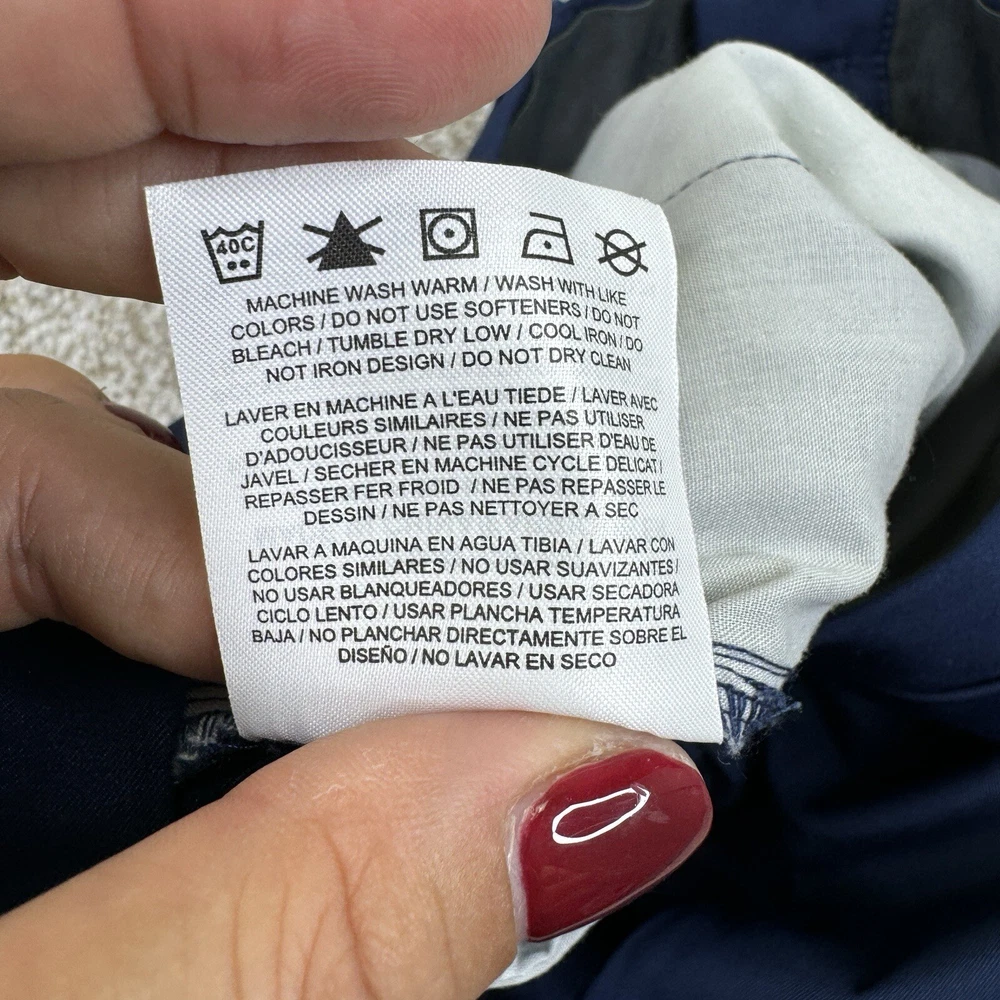 40C
MACHINE WASH WARM / WASH WITH LIKE
COLORS / DO NOT USE SOFTENERS / DO NOT
BLEACH / TUMBLE DRY LOW / COOL IRON / DO
NOT IRON DESIGN / DO NOT DRY CLEAN
LAVER EN MACHINE A L'EAU TIEDE / LAVER AVEC
COULEURS SIMILAIRES / NE PAS UTILISER
D'ADOUCISSEUR / NE PAS UTILISER D'EAU DE
JAVEL / SECHER EN MACHINE CYCLE DELICAT /
REPASSER FER FROID / NE PAS REPASSER LE
DESSIN / NE PAS NETTOYER A SEC
LAVAR A MAQUINA EN AGUA TIBIA / LAVAR CON
COLORES SIMILARES / NO USAR SUAVIZANTES /
NO USAR BLANQUEADORES / USAR SECADORA
CICLO LENTO / USAR PLANCHA TEMPERATURA
BAJA / NO PLANCHAR DIRECTAMENTE SOBRE EL
DISEÑO / NO LAVAR EN SECO